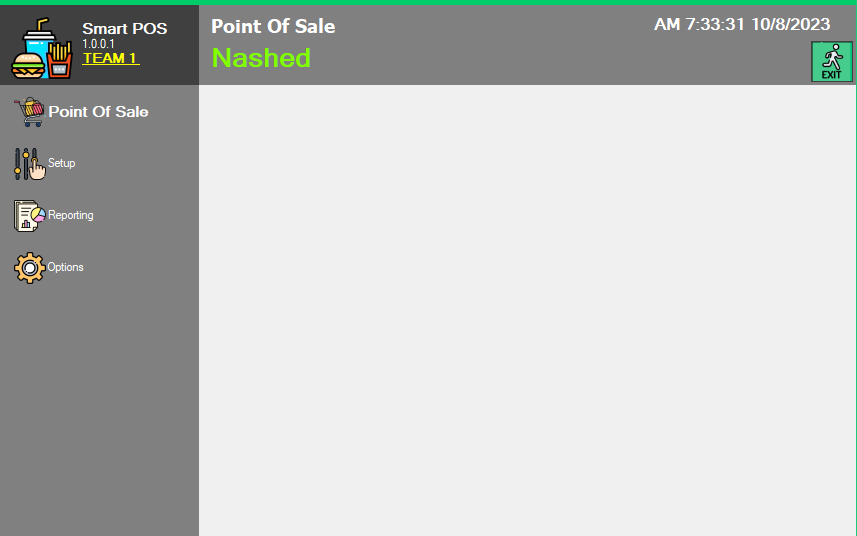 Smart POS
1.0.0.1
TEAM 1
Point Of Sale
Nashed
AM 7:33:31 10/8/2023
EXIT
Point Of Sale
Setup
Reporting
Options